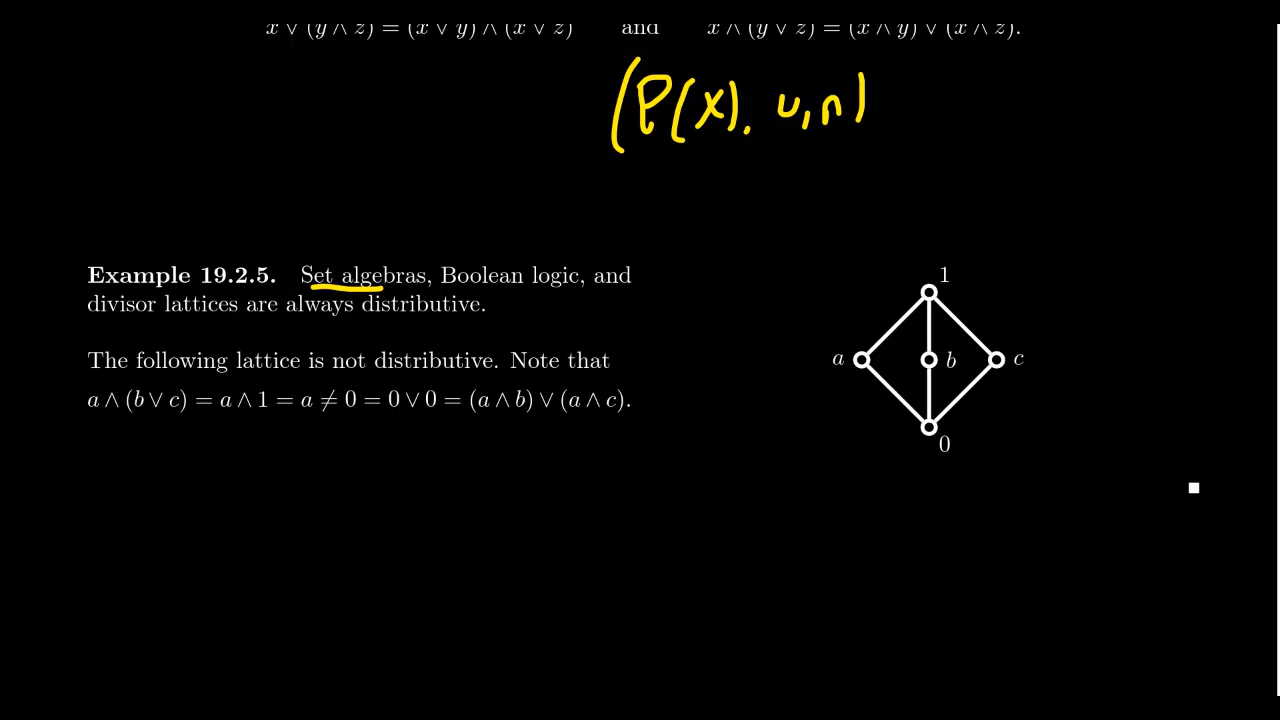 x ∨ (y ∧ z) = (x ∨ y) ∧ (x ∨ z) and x ∧ (y ∨ z) = (x ∧ y) ∨ (x ∧ z).
(P(X). ∪,∩)
Example 19.2.5. Set algebras, Boolean logic, and
divisor lattices are always distributive.
The following lattice is not distributive. Note that
a ∧ (b ∨ c) = a ∧ 1 = a ≠ 0 = 0 ∨ 0 = (a ∧ b) ∨ (a ∧ c).
1
a b c
0